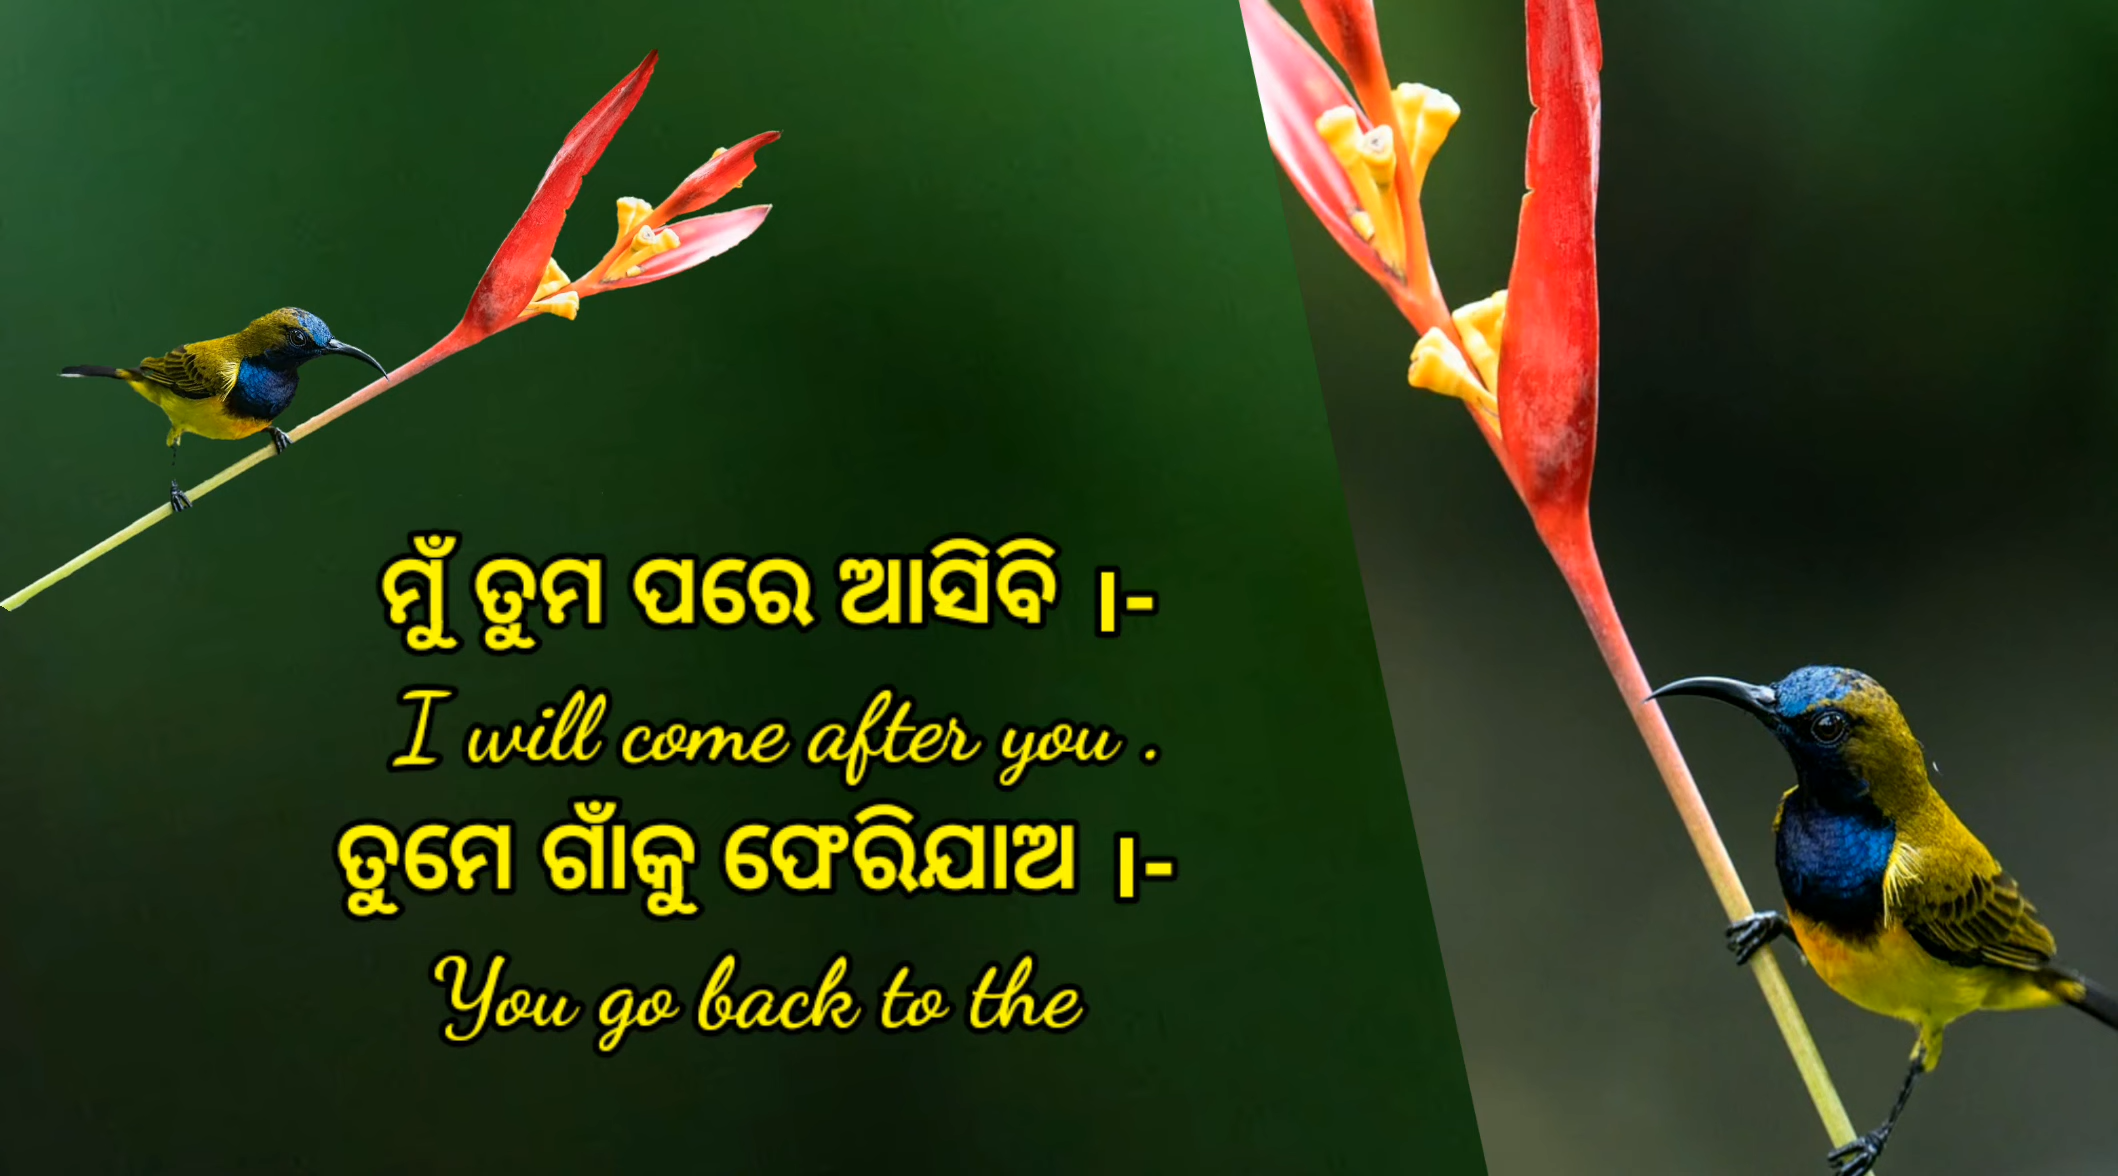 ମୁଁ ତୁମ ପରେ ଆସିବି ।-
I will come after you .
ତୁମେ ଗାଁକୁ ଫେରିଯାଅ ।-
You go back to the